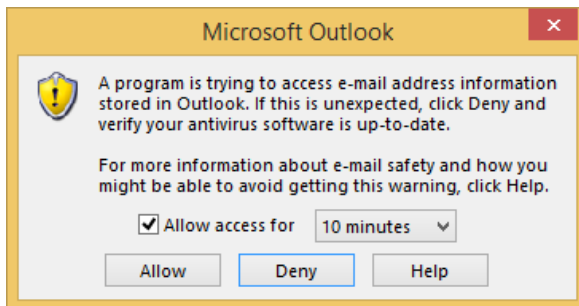 Microsoft Outlook
A program is trying to access e-mail address information
stored in Outlook. If this is unexpected, click Deny and
verify your antivirus software is up-to-date.
For more information about e-mail safety and how you
might be able to avoid getting this warning, click Help.
Allow access for 10 minutes
Allow Deny Help